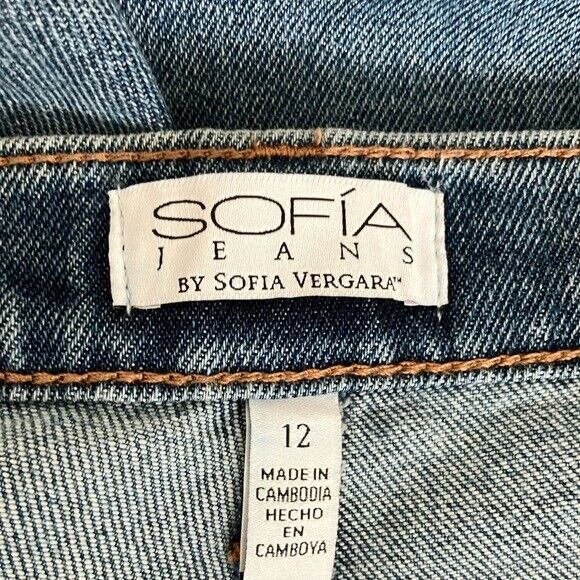 SOFÍA
JEANS
BY SOFIA VERGARA™
12
MADE IN
CAMBODIA
HECHO
EN
CAMBOYA